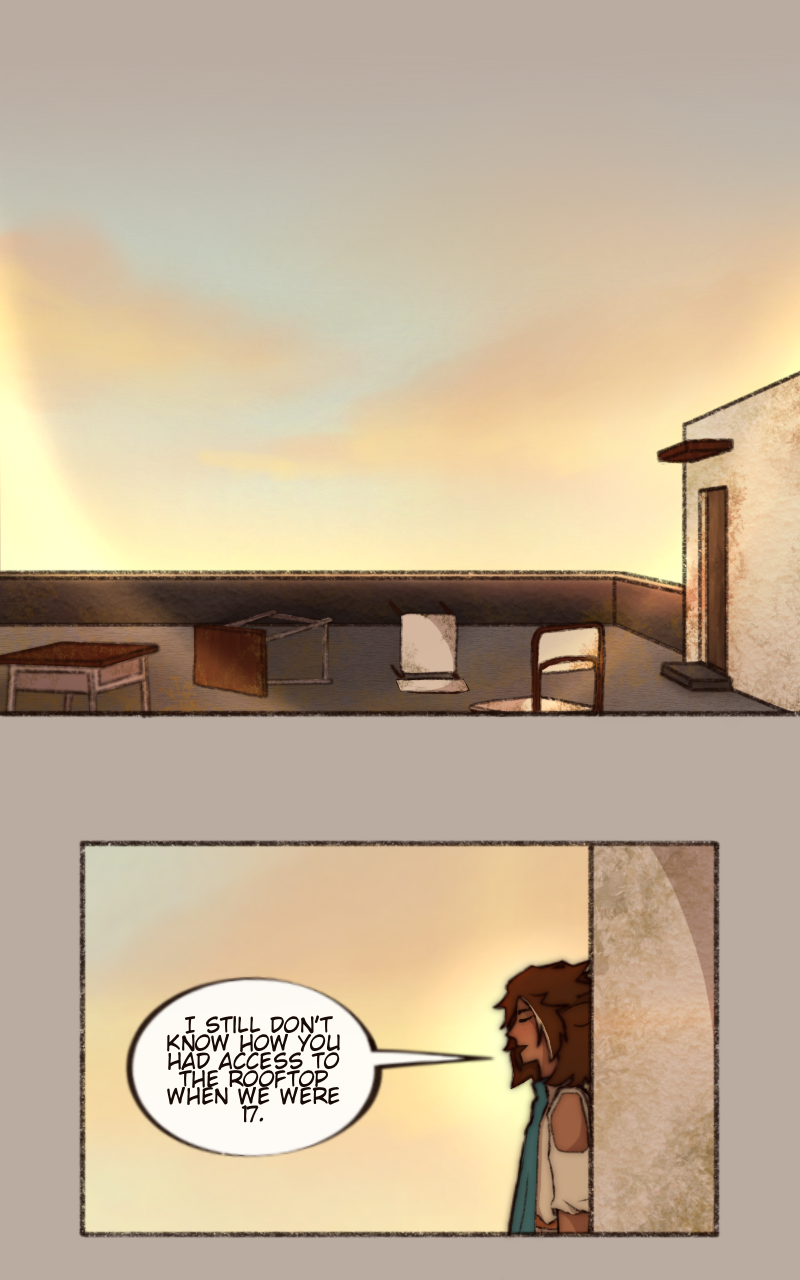 I STILL DON'T
KNOW HOW YOU
HAD ACCESS TO
THE ROOFTOP
WHEN WE WERE
17.